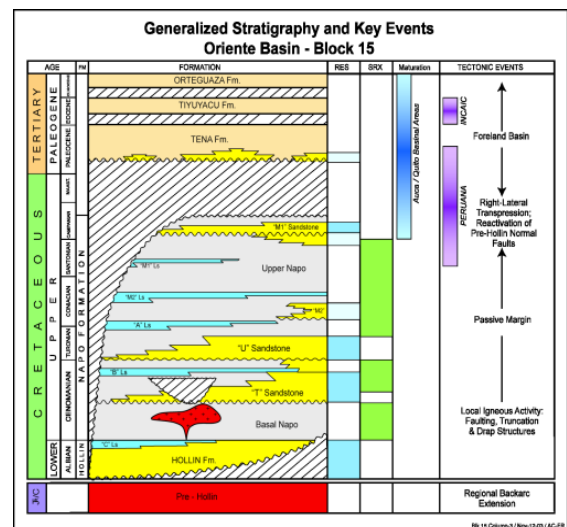 Generalized Stratigraphy and Key Events
Oriente Basin - Block 15
AGE
FM
FORMATION
RES
SRX
Maturation
TECTONIC EVENTS
TERTIARY
PALEOGENE
EOCENE
PALEOCENE
ORTEGUAZA Fm.
TIYUYACU Fm.
TENA Fm.
Auca / Quito Basinal Areas
INCAIC
Foreland Basin
CRETACEOUS
UPPER
MAAST.
CAMPANIAN
SANTONIAN
CONIACIAN
TURONIAN
CENOMANIAN
NAPO FORMATION
"M1" Sandstone
"M1" Ls
Upper Napo
"M2" Ls
"M2"
"A" Ls
"U" Sandstone
"B" Ls
"T" Sandstone
Basal Napo
PERUANA
Right-Lateral
Transpression;
Reactivation of
Pre-Hollin Normal
Faults
Passive Margin
Local Igneous Activity:
Faulting, Truncation
& Drap Structures
LOWER
ALBIAN
HOLLIN
"C" Ls
HOLLIN Fm.
Pre - Hollin
Regional Backarc
Extension